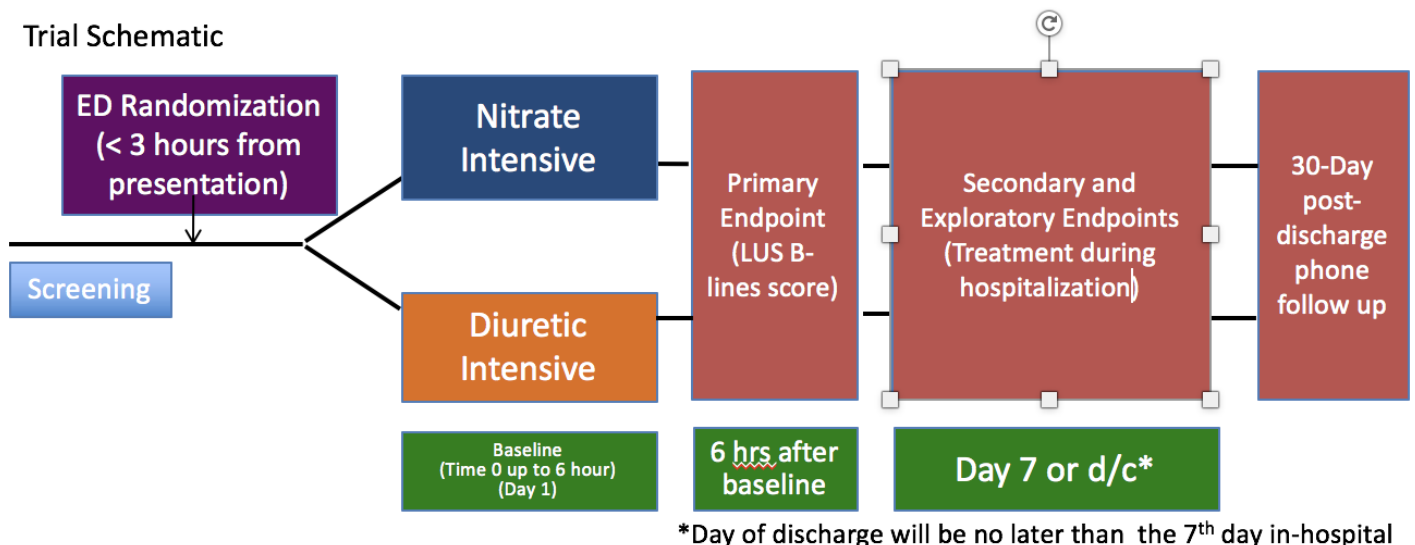 Trial Schematic
ED Randomization
(< 3 hours from
presentation)
Screening
Nitrate
Intensive
Diuretic
Intensive
Primary
Endpoint
(LUS B-
lines score)
Secondary and
Exploratory Endpoints
(Treatment during
hospitalization)
30-Day
post-
discharge
phone
follow up
Baseline
(Time 0 up to 6 hour)
(Day 1)
6 hrs after
baseline
Day 7 or d/c*
*Day of discharge will be no later than the 7th day in-hospital